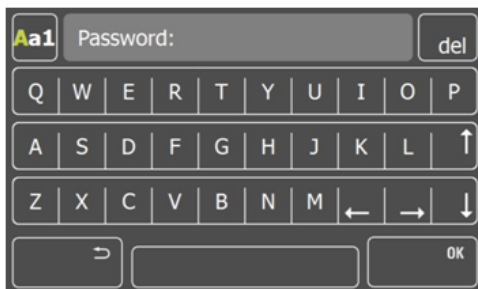 Aa1 Password: del
Q W E R T Y U I O P
A S D F G H J K L ↑
Z X C V B N M ← → ↓
OK